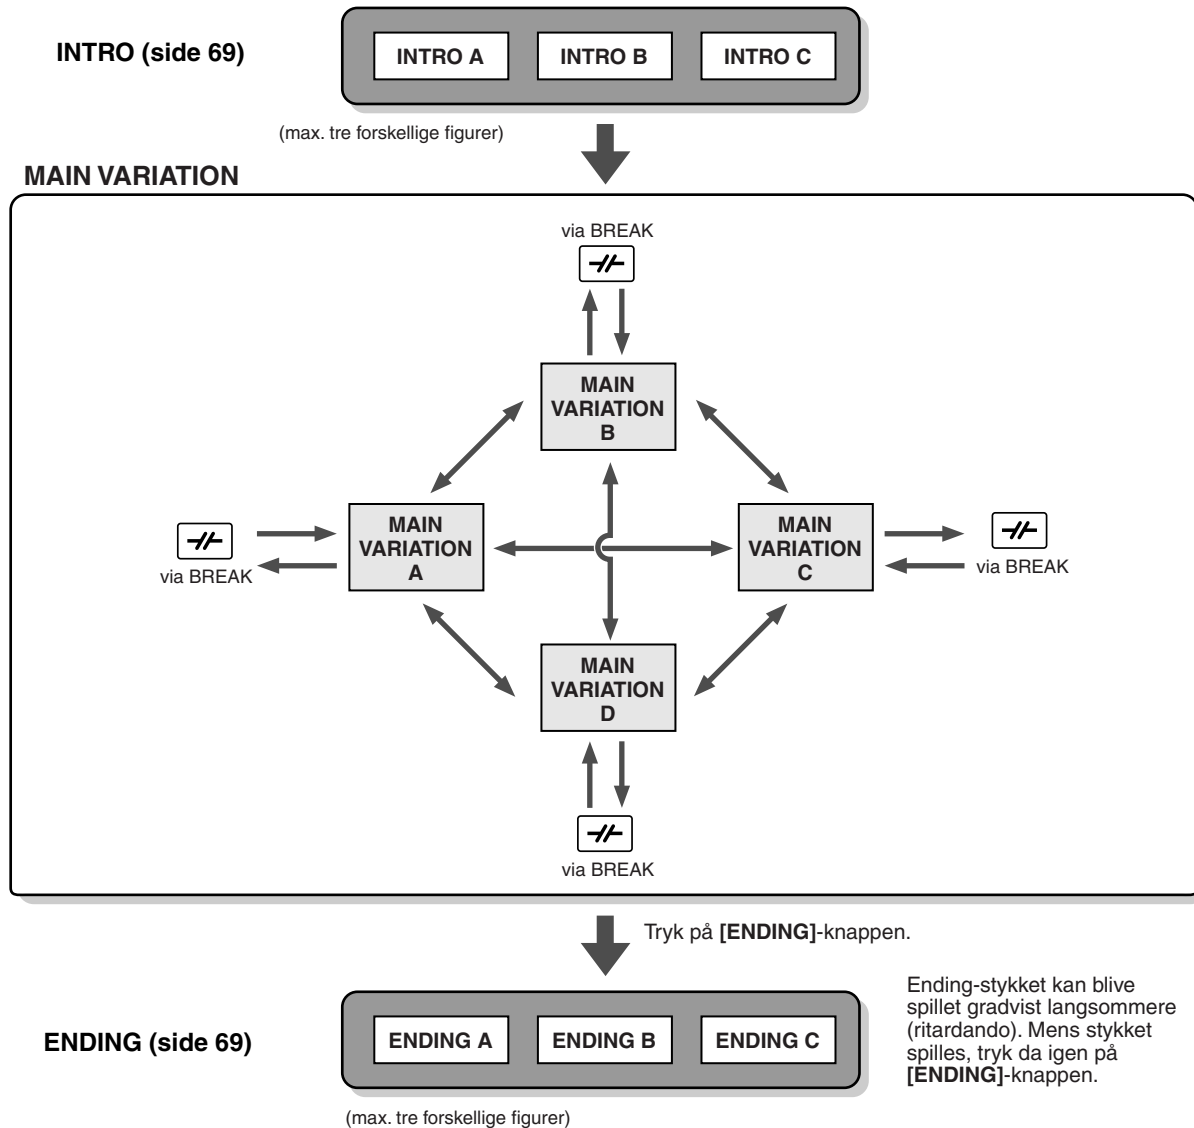 INTRO (side 69)
INTRO A
INTRO B
INTRO C
(max. tre forskellige figurer)
MAIN VARIATION
via BREAK
MAIN
VARIATION
B
MAIN
VARIATION
A
MAIN
VARIATION
C
via BREAK
via BREAK
MAIN
VARIATION
D
via BREAK
Tryk på [ENDING]-knappen.
ENDING (side 69)
ENDING A
ENDING B
ENDING C
Ending-stykket kan blive
spillet gradvist langsommere
(ritardando). Mens stykket
spilles, tryk da igen på
[ENDING]-knappen.
(max. tre forskellige figurer)